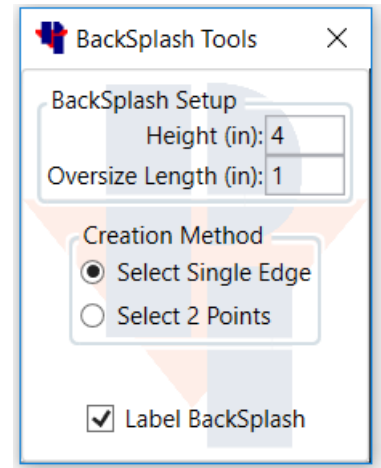 BackSplash Tools
BackSplash Setup
Height (in): 4
Oversize Length (in): 1
Creation Method
Select Single Edge
Select 2 Points
Label BackSplash